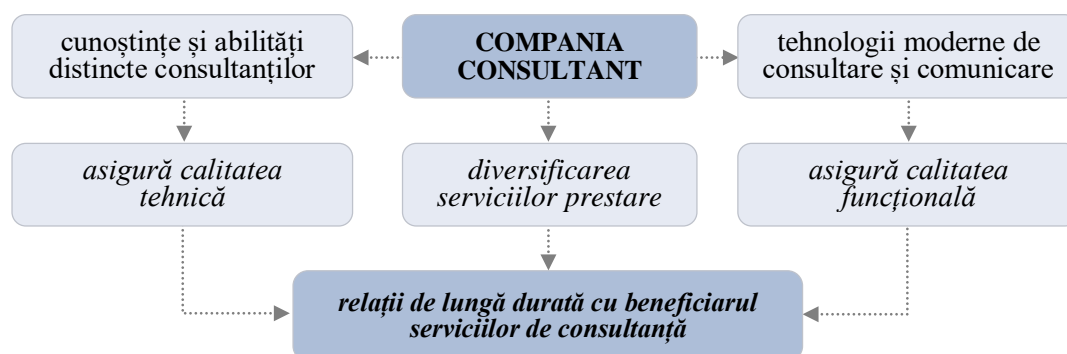 cunoștințe și abilități
distincte consultanților
COMPANIA
CONSULTANT
tehnologii moderne de
consultare și comunicare
asigură calitatea
tehnică
diversificarea
serviciilor prestare
asigură calitatea
funcțională
relații de lungă durată cu beneficiarul
serviciilor de consultanță